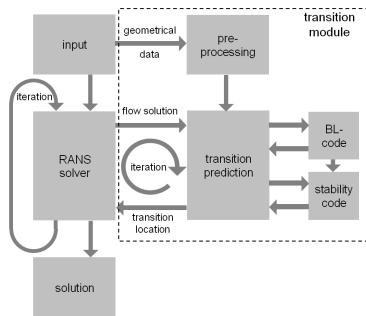 transition
module
input
geometrical
data
pre-
processing
iteration
flow solution
RANS
solver
iteration
transition
prediction
BL-
code
stability
code
transition
location
solution